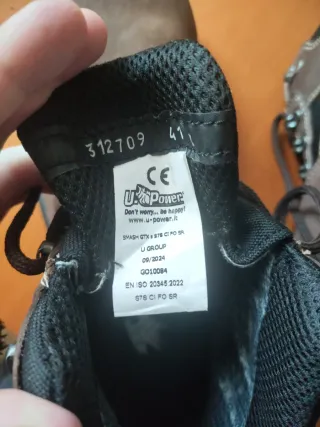 312709 41
CE
U-Power
Don't worry... be happy!
www.u-power.it
SMASH GTX S S7S CI FO SR
U GROUP
09/2024
GO10084
EN ISO 20345:2022
S7S CI FO SR